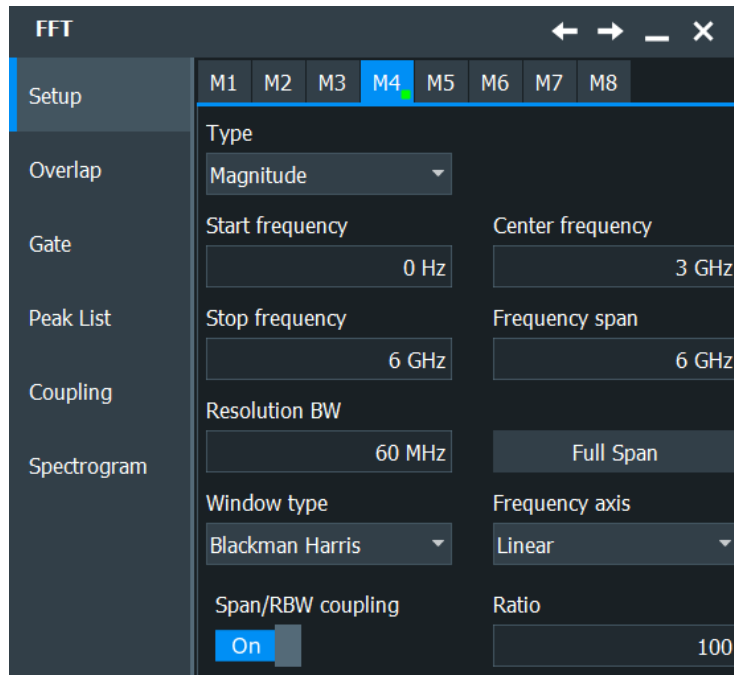 FFT
Setup
Overlap
Gate
Peak List
Coupling
Spectrogram
M1 M2 M3 M4 M5 M6 M7 M8
Type
Magnitude
Start frequency Center frequency
0 Hz 3 GHz
Stop frequency Frequency span
6 GHz 6 GHz
Resolution BW
60 MHz Full Span
Window type Frequency axis
Blackman Harris Linear
Span/RBW coupling Ratio
On 100